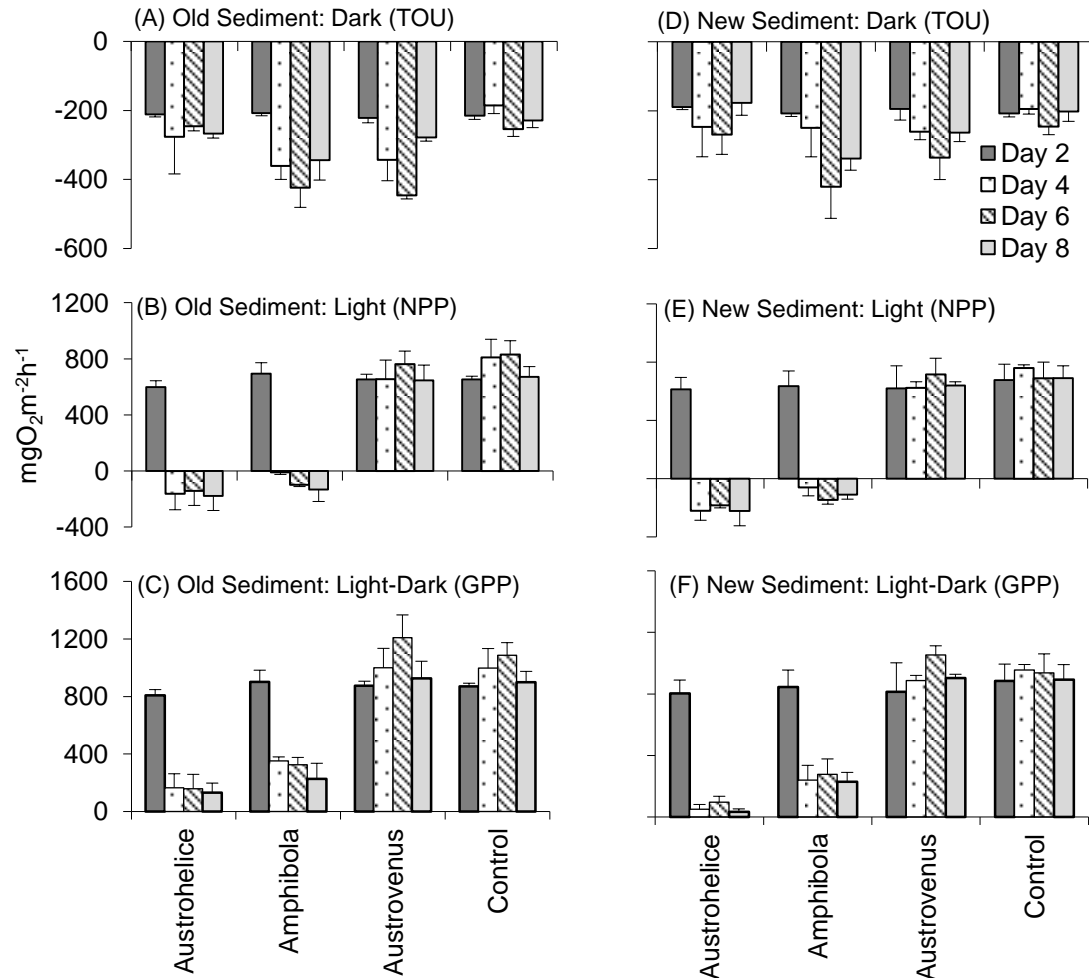 (A) Old Sediment: Dark (TOU)
0
-200
-400
-600
(D) New Sediment: Dark (TOU)
Day 2
Day 4
Day 6
Day 8
mgO₂m⁻²h⁻¹
(B) Old Sediment: Light (NPP)
1200
800
400
0
-400
(E) New Sediment: Light (NPP)
(C) Old Sediment: Light-Dark (GPP)
1600
1200
800
400
0
(F) New Sediment: Light-Dark (GPP)
Austrohelice
Amphibola
Austrovenus
Control
Austrohelice
Amphibola
Austrovenus
Control